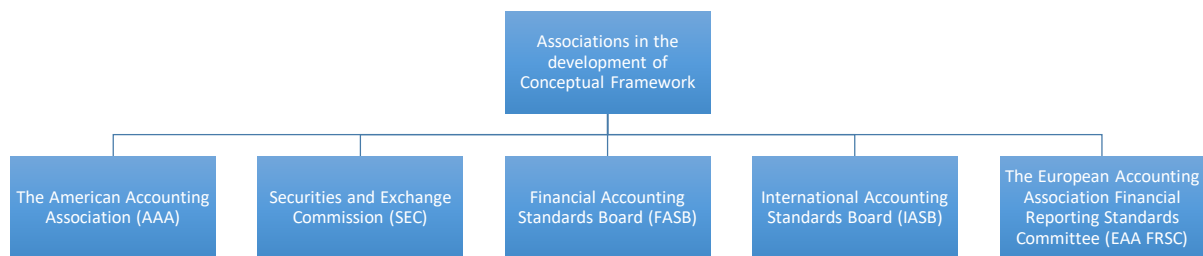 Associations in the
development of
Conceptual Framework
The American Accounting
Association (AAA)
Securities and Exchange
Commission (SEC)
Financial Accounting
Standards Board (FASB)
International Accounting
Standards Board (IASB)
The European Accounting
Association Financial
Reporting Standards
Committee (EAA FRSC)